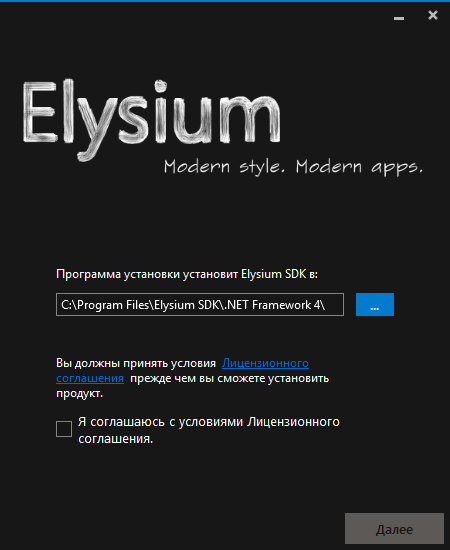 Elysium
Modern style. Modern apps.
Программа установки установит Elysium SDK в:
C:\Program Files\Elysium SDK\.NET Framework 4\
...
Вы должны принять условия Лицензионного
соглашения прежде чем вы сможете установить
продукт.
Я соглашаюсь с условиями Лицензионного
соглашения.
Далее